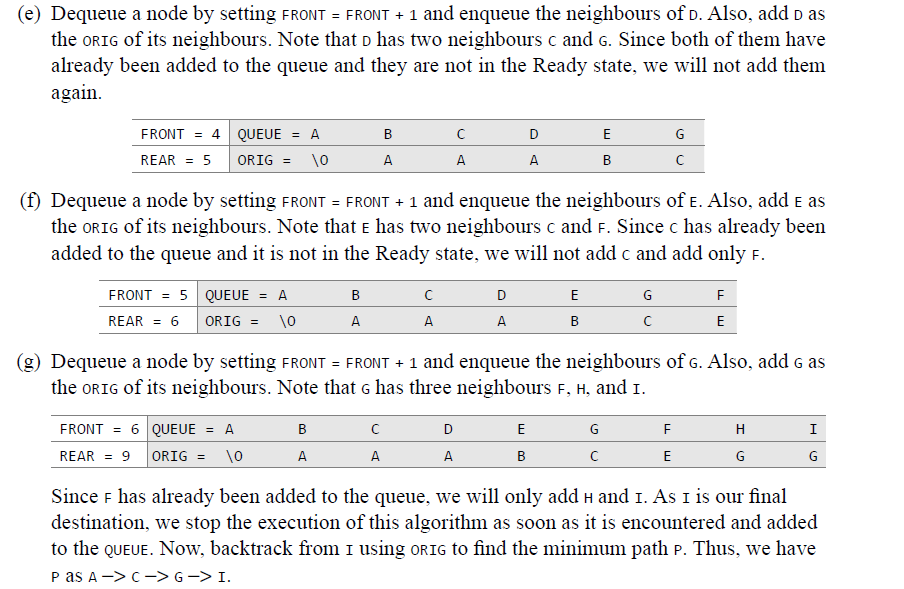 (e) Dequeue a node by setting FRONT = FRONT + 1 and enqueue the neighbours of D. Also, add D as
the ORIG of its neighbours. Note that D has two neighbours C and G. Since both of them have
already been added to the queue and they are not in the Ready state, we will not add them
again.
FRONT = 4 QUEUE = A B C D E G
REAR = 5 ORIG = \0 A A A B C
(f) Dequeue a node by setting FRONT = FRONT + 1 and enqueue the neighbours of E. Also, add E as
the ORIG of its neighbours. Note that E has two neighbours C and F. Since C has already been
added to the queue and it is not in the Ready state, we will not add C and add only F.
FRONT = 5 QUEUE = A B C D E G F
REAR = 6 ORIG = \0 A A A B C E
(g) Dequeue a node by setting FRONT = FRONT + 1 and enqueue the neighbours of G. Also, add G as
the ORIG of its neighbours. Note that G has three neighbours F, H, and I.
FRONT = 6 QUEUE = A B C D E G F H I
REAR = 9 ORIG = \0 A A A B C E G G
Since F has already been added to the queue, we will only add H and I. As I is our final
destination, we stop the execution of this algorithm as soon as it is encountered and added
to the QUEUE. Now, backtrack from I using ORIG to find the minimum path P. Thus, we have
P as A –> C –> G –> I.